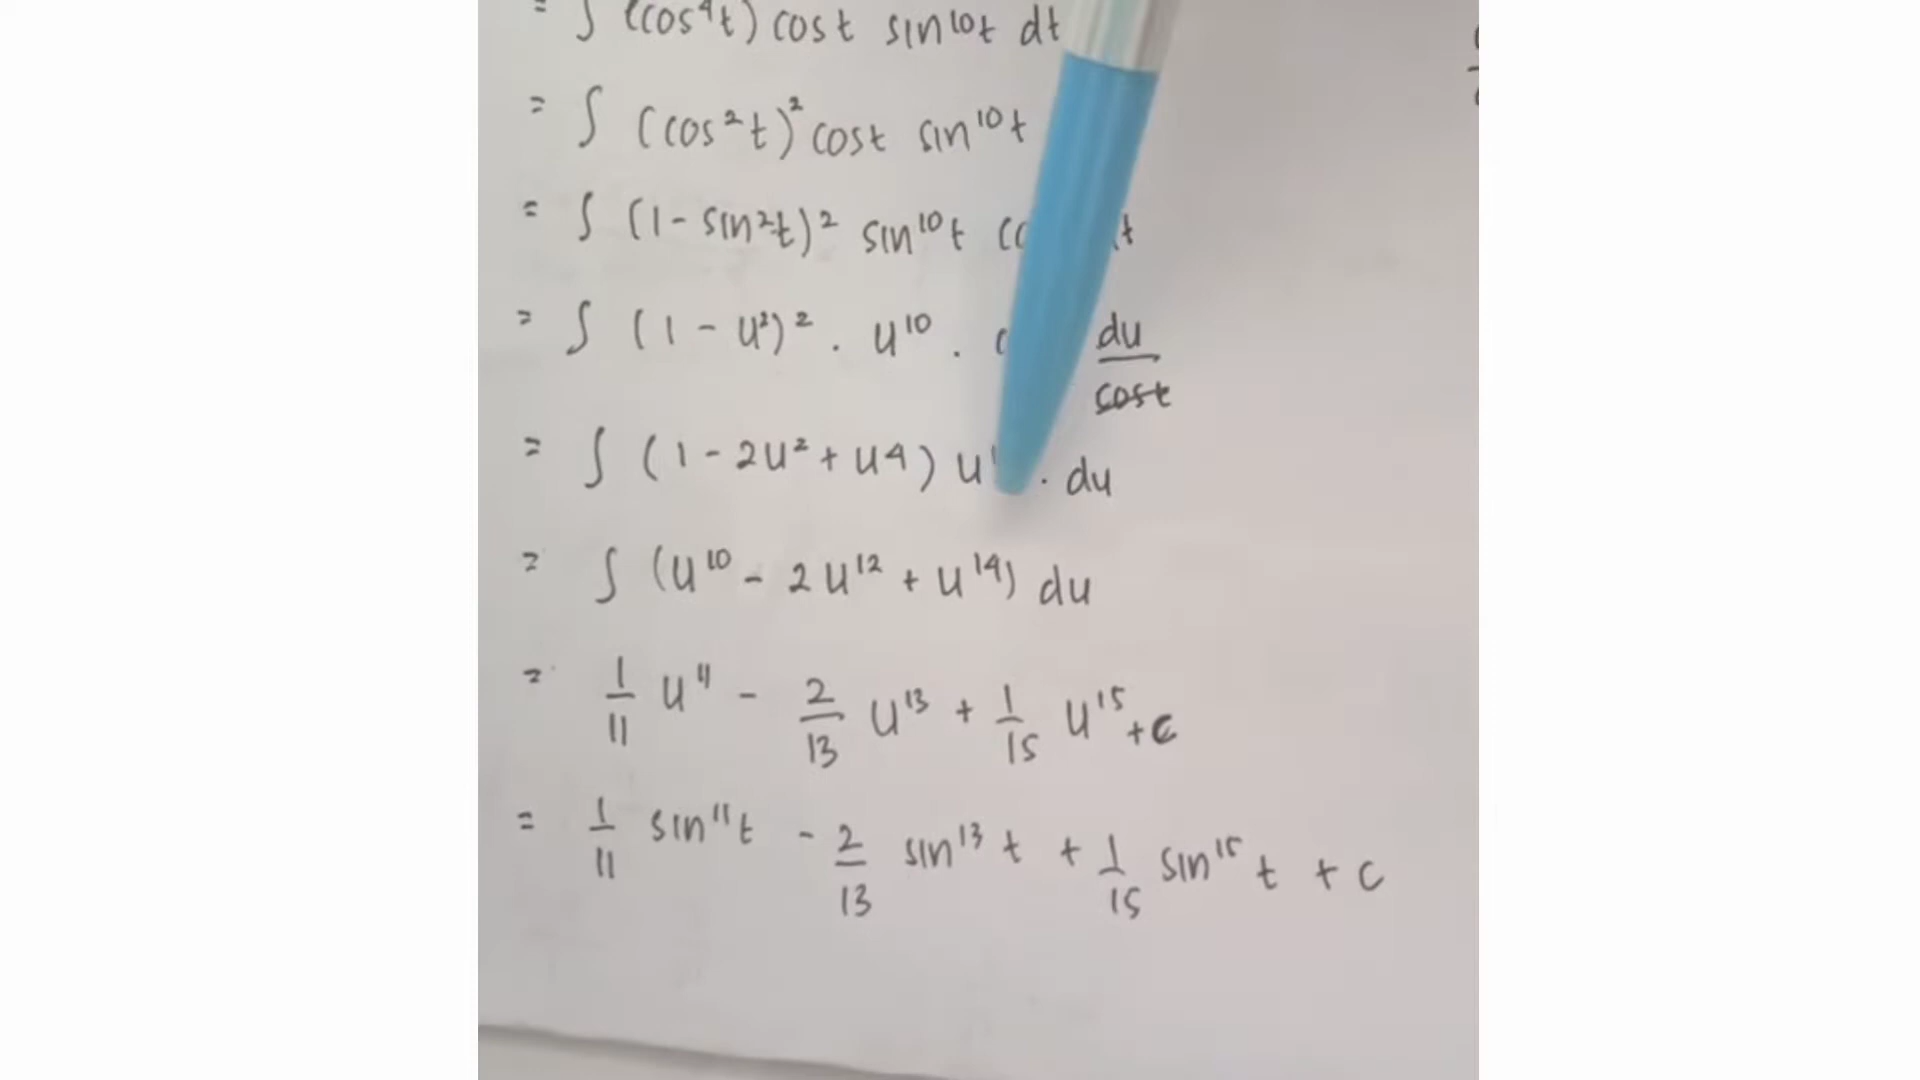 = ∫ (cos⁴t) cost sin¹⁰t dt
= ∫ (cos²t)² cost sin¹⁰t
= ∫ (1 - sin²t)² sin¹⁰t t
= ∫ (1 - u²)² . u¹⁰ . du/cost
= ∫ (1 - 2u² + u4) u . du
= ∫ (u¹⁰ - 2u¹² + u¹⁴) du
= 1/11 u¹¹ - 2/13 u¹³ + 1/15 u¹⁵ + c
= 1/11 sin¹¹t - 2/13 sin¹³t + 1/15 sin¹⁵t + c